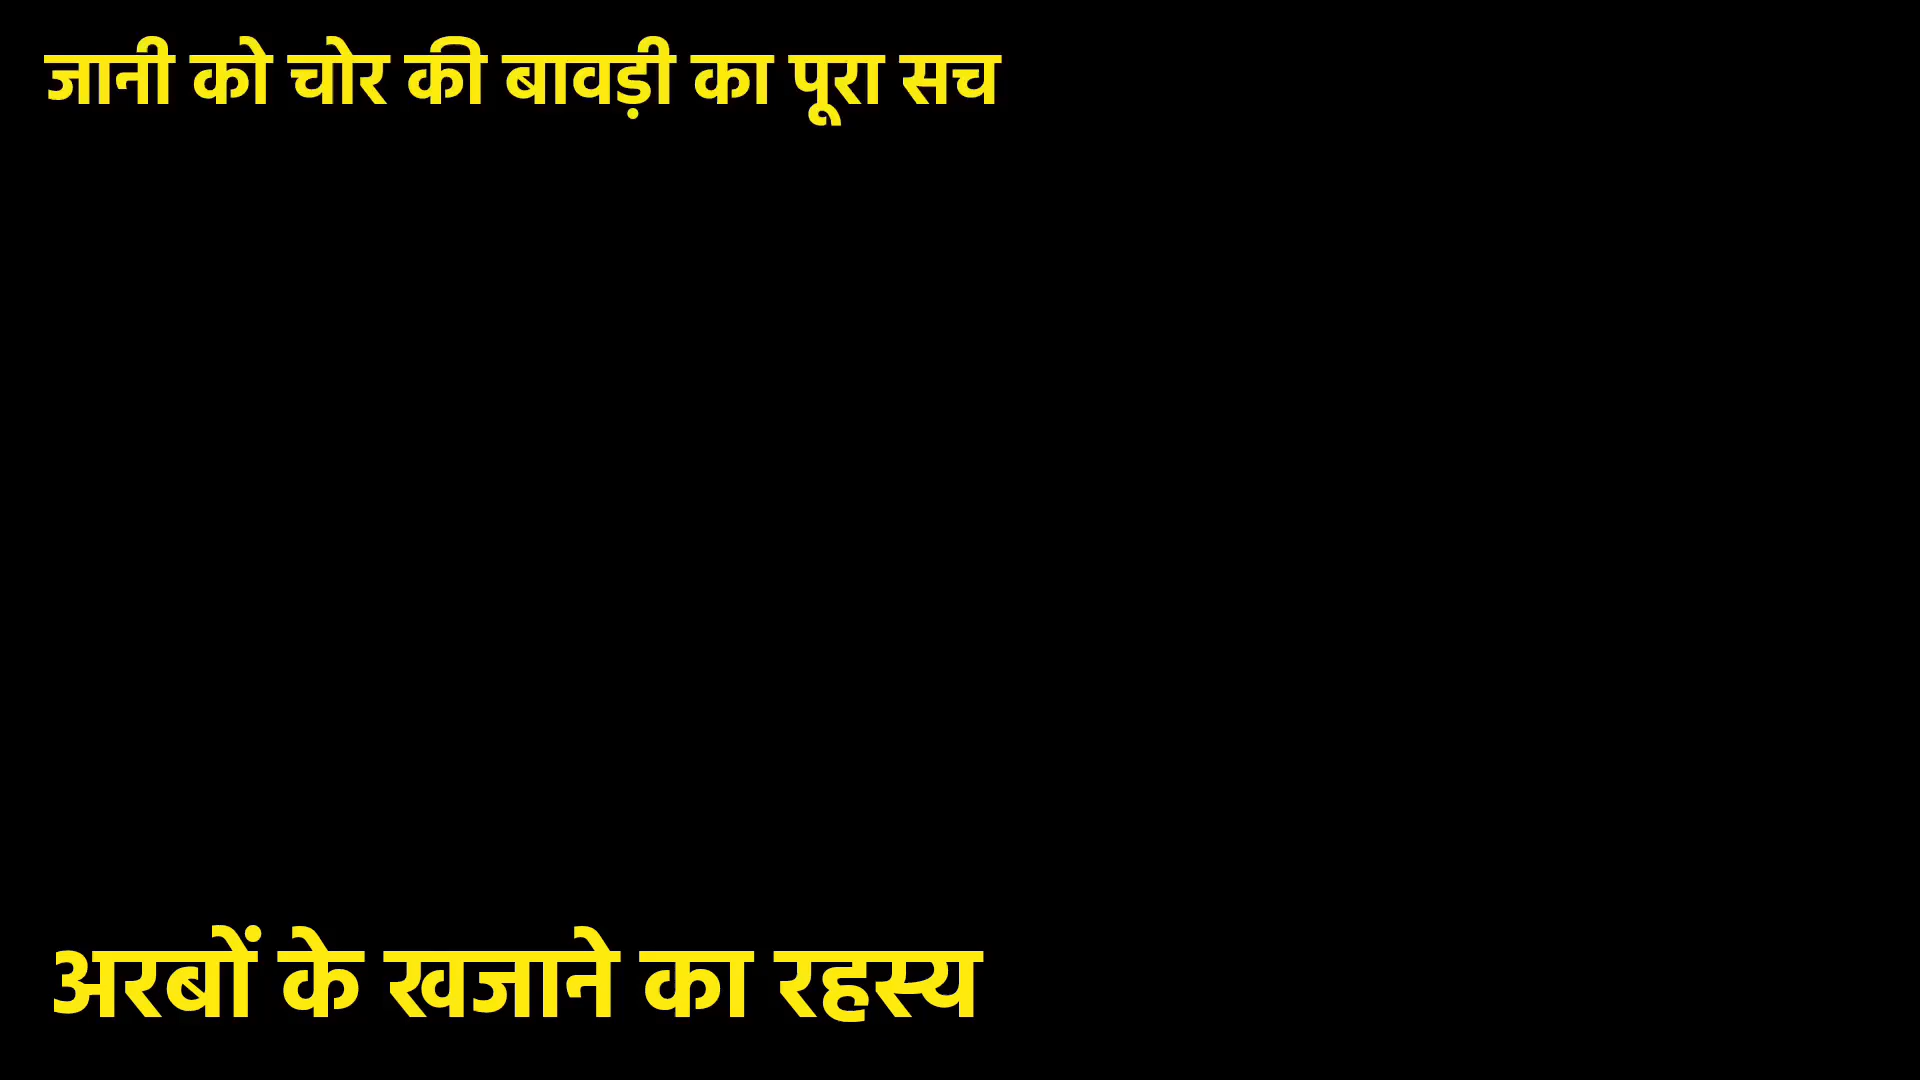 जानी को चोर की बावड़ी का पूरा सच
अरबों के खजाने का रहस्य